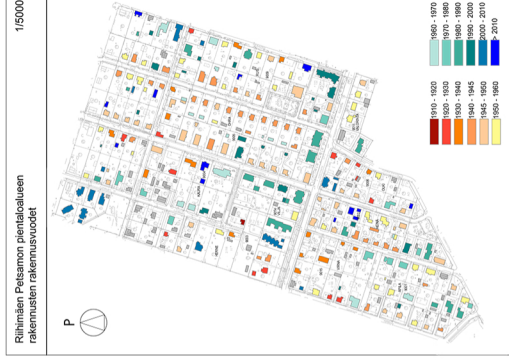 Riihimäen Petsamon pientaloalueen
rakennusten rakennusvuodet
1/5000
P
1910 - 1920
1920 - 1930
1930 - 1940
1940 - 1945
1945 - 1950
1950 - 1960
1960 - 1970
1970 - 1980
1980 - 1990
1990 - 2000
2000 - 2010
> 2010